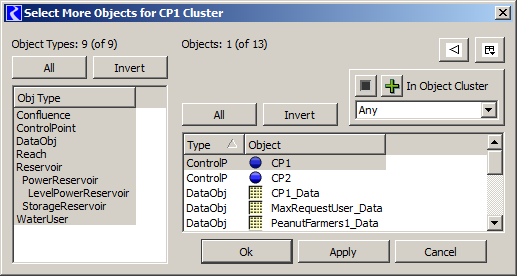 Select More Objects for CP1 Cluster
Object Types: 9 (of 9)
All
Invert
Obj Type
Confluence
ControlPoint
DataObj
Reach
Reservoir
PowerReservoir
LevelPowerReservoir
StorageReservoir
WaterUser
Objects: 1 (of 13)
In Object Cluster
Any
All
Invert
Type Object
ControlP CP1
ControlP CP2
DataObj CP1_Data
DataObj MaxRequestUser_Data
DataObj PeanutFarmers1_Data
Ok
Apply
Cancel